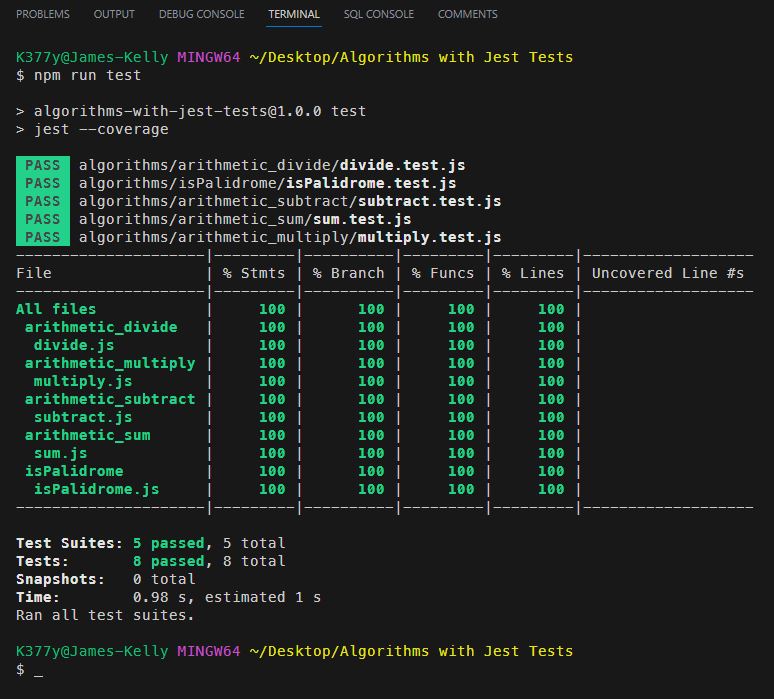 PROBLEMS OUTPUT DEBUG CONSOLE TERMINAL SQL CONSOLE COMMENTS
K377y@James-Kelly MINGW64 ~/Desktop/Algorithms with Jest Tests
$ npm run test
> algorithms-with-jest-tests@1.0.0 test
> jest --coverage
PASS algorithms/arithmetic_divide/divide.test.js
PASS algorithms/isPalidrome/isPalidrome.test.js
PASS algorithms/arithmetic_subtract/subtract.test.js
PASS algorithms/arithmetic_sum/sum.test.js
PASS algorithms/arithmetic_multiply/multiply.test.js
---------------------|---------|----------|---------|---------|-------------------
File                 | % Stmts | % Branch | % Funcs | % Lines | Uncovered Line #s
---------------------|---------|----------|---------|---------|-------------------
All files            |     100 |      100 |     100 |     100 |
 arithmetic_divide   |     100 |      100 |     100 |     100 |
  divide.js          |     100 |      100 |     100 |     100 |
 arithmetic_multiply |     100 |      100 |     100 |     100 |
  multiply.js        |     100 |      100 |     100 |     100 |
 arithmetic_subtract |     100 |      100 |     100 |     100 |
  subtract.js        |     100 |      100 |     100 |     100 |
 arithmetic_sum      |     100 |      100 |     100 |     100 |
  sum.js             |     100 |      100 |     100 |     100 |
 isPalidrome         |     100 |      100 |     100 |     100 |
  isPalidrome.js     |     100 |      100 |     100 |     100 |
---------------------|---------|----------|---------|---------|-------------------
Test Suites: 5 passed, 5 total
Tests:       8 passed, 8 total
Snapshots:   0 total
Time:        0.98 s, estimated 1 s
Ran all test suites.
K377y@James-Kelly MINGW64 ~/Desktop/Algorithms with Jest Tests
$ _